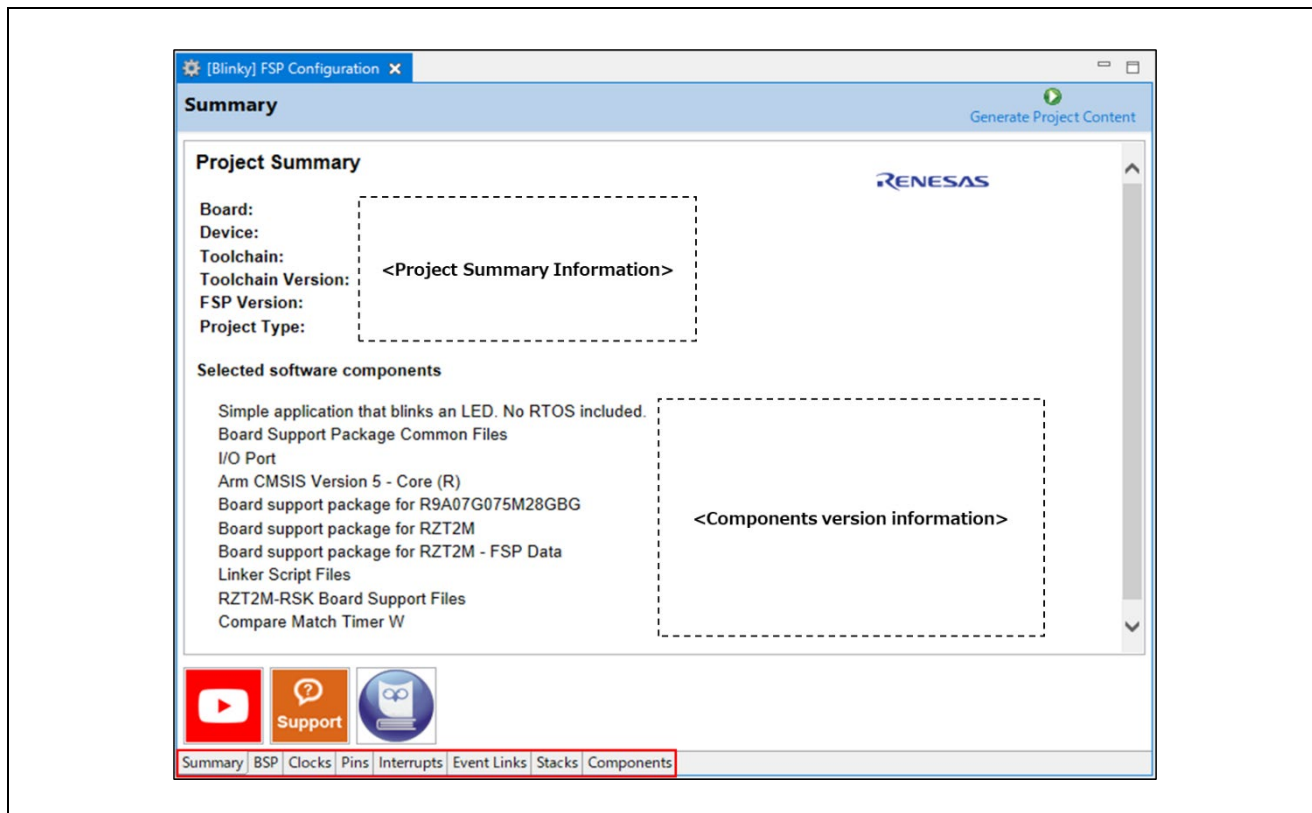 [Blinky] FSP Configuration
Summary
Generate Project Content
Project Summary
RENESAS
Board:
Device:
Toolchain:
Toolchain Version:
FSP Version:
Project Type:
<Project Summary Information>
Selected software components
Simple application that blinks an LED. No RTOS included.
Board Support Package Common Files
I/O Port
Arm CMSIS Version 5 - Core (R)
Board support package for R9A07G075M28GBG
Board support package for RZT2M
Board support package for RZT2M - FSP Data
Linker Script Files
RZT2M-RSK Board Support Files
Compare Match Timer W
<Components version information>
Support
Summary BSP Clocks Pins Interrupts Event Links Stacks Components